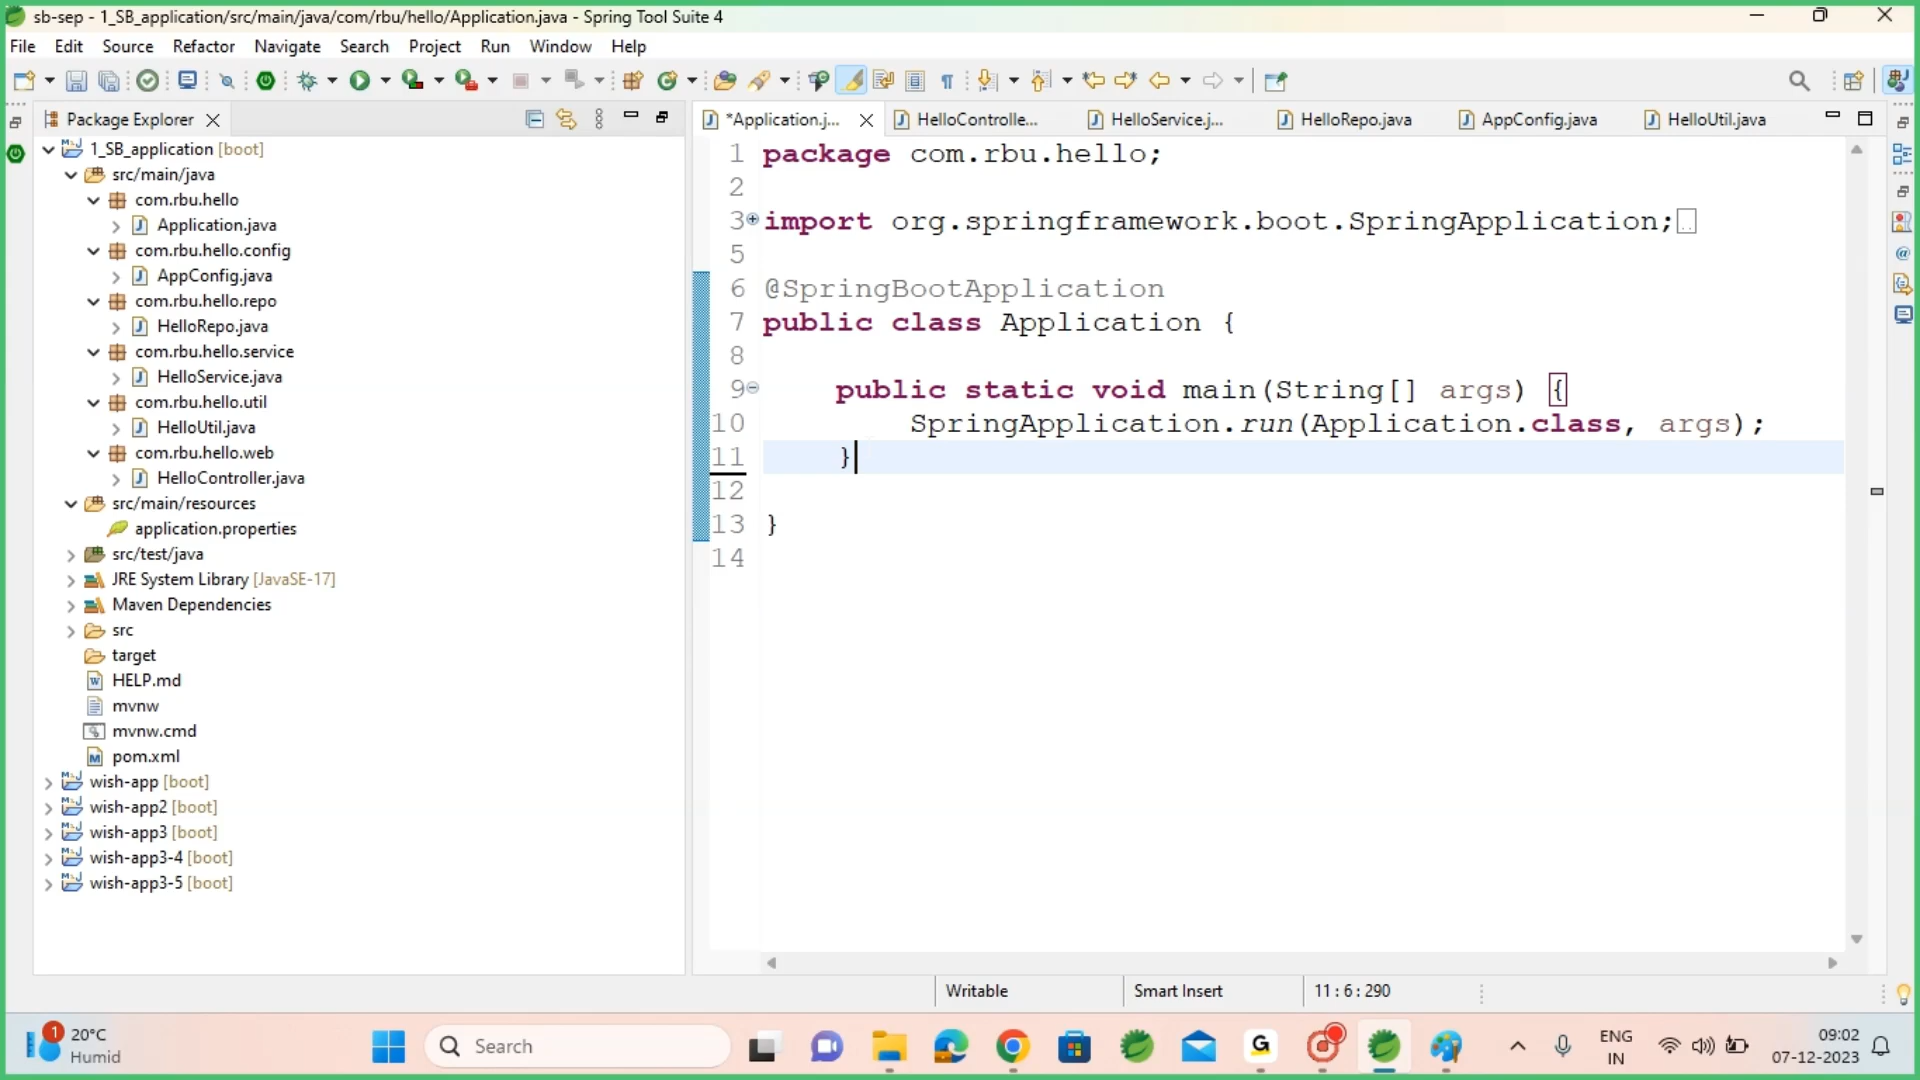 sb-sep - 1_SB_application/src/main/java/com/rbu/hello/Application.java - Spring Tool Suite 4
File Edit Source Refactor Navigate Search Project Run Window Help
Package Explorer
*Application.j... HelloControlle... HelloService.j... HelloRepo.java AppConfig.java HelloUtil.java
1_SB_application [boot]
src/main/java
com.rbu.hello
Application.java
com.rbu.hello.config
AppConfig.java
com.rbu.hello.repo
HelloRepo.java
com.rbu.hello.service
HelloService.java
com.rbu.hello.util
HelloUtil.java
com.rbu.hello.web
HelloController.java
src/main/resources
application.properties
src/test/java
JRE System Library [JavaSE-17]
Maven Dependencies
src
target
HELP.md
mvnw
mvnw.cmd
pom.xml
wish-app [boot]
wish-app2 [boot]
wish-app3 [boot]
wish-app3-4 [boot]
wish-app3-5 [boot]
1 package com.rbu.hello;
2
3 import org.springframework.boot.SpringApplication;
5
6 @SpringBootApplication
7 public class Application {
8
9 public static void main(String[] args) {
10 SpringApplication.run(Application.class, args);
11 }
12
13 }
14
Writable Smart Insert 11 : 6 : 290
1
20°C
Humid
Search
G
ENG
IN
09:02
07-12-2023